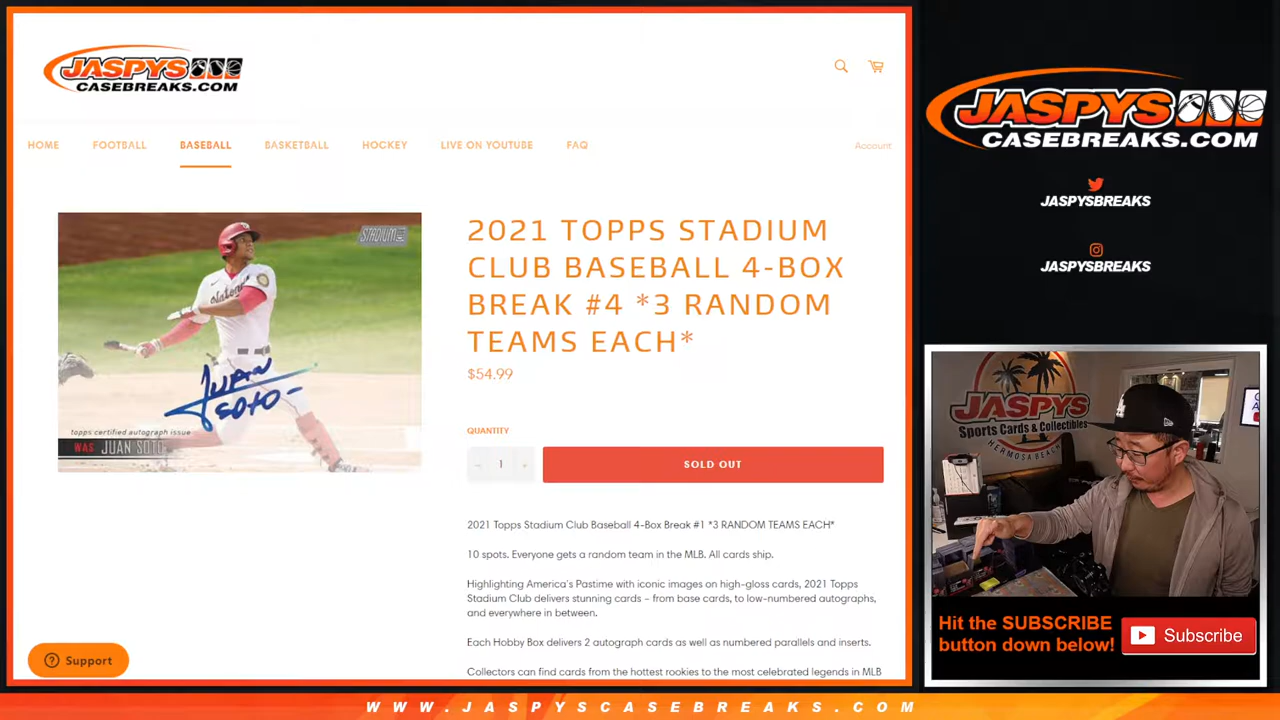 JASPYS
CASEBREAKS.COM
HOME
FOOTBALL
BASEBALL
BASKETBALL
HOCKEY
LIVE ON YOUTUBE
FAQ
Account
STADIUM
Juan
Soto
topps certified autograph issue
WAS JUAN SOTO
2021 TOPPS STADIUM
CLUB BASEBALL 4-BOX
BREAK #4 *3 RANDOM
TEAMS EACH*
$54.99
QUANTITY
− 1 +
SOLD OUT
2021 Topps Stadium Club Baseball 4-Box Break #1 *3 RANDOM TEAMS EACH*
10 spots. Everyone gets a random team in the MLB. All cards ship.
Highlighting America's Pastime with iconic images on high-gloss cards, 2021 Topps
Stadium Club delivers stunning cards – from base cards, to low-numbered autographs,
and everywhere in between.
Each Hobby Box delivers 2 autograph cards as well as numbered parallels and inserts.
Collectors can find cards from the hottest rookies to the most celebrated legends in MLB
Support
JASPYS
CASEBREAKS.COM
JASPYSBREAKS
JASPYSBREAKS
JASPYS
Sports Cards & Collectibles
HERMOSA BEACH
Hit the SUBSCRIBE
button down below!
Subscribe
WWW.JASPYSCASEBREAKS.COM